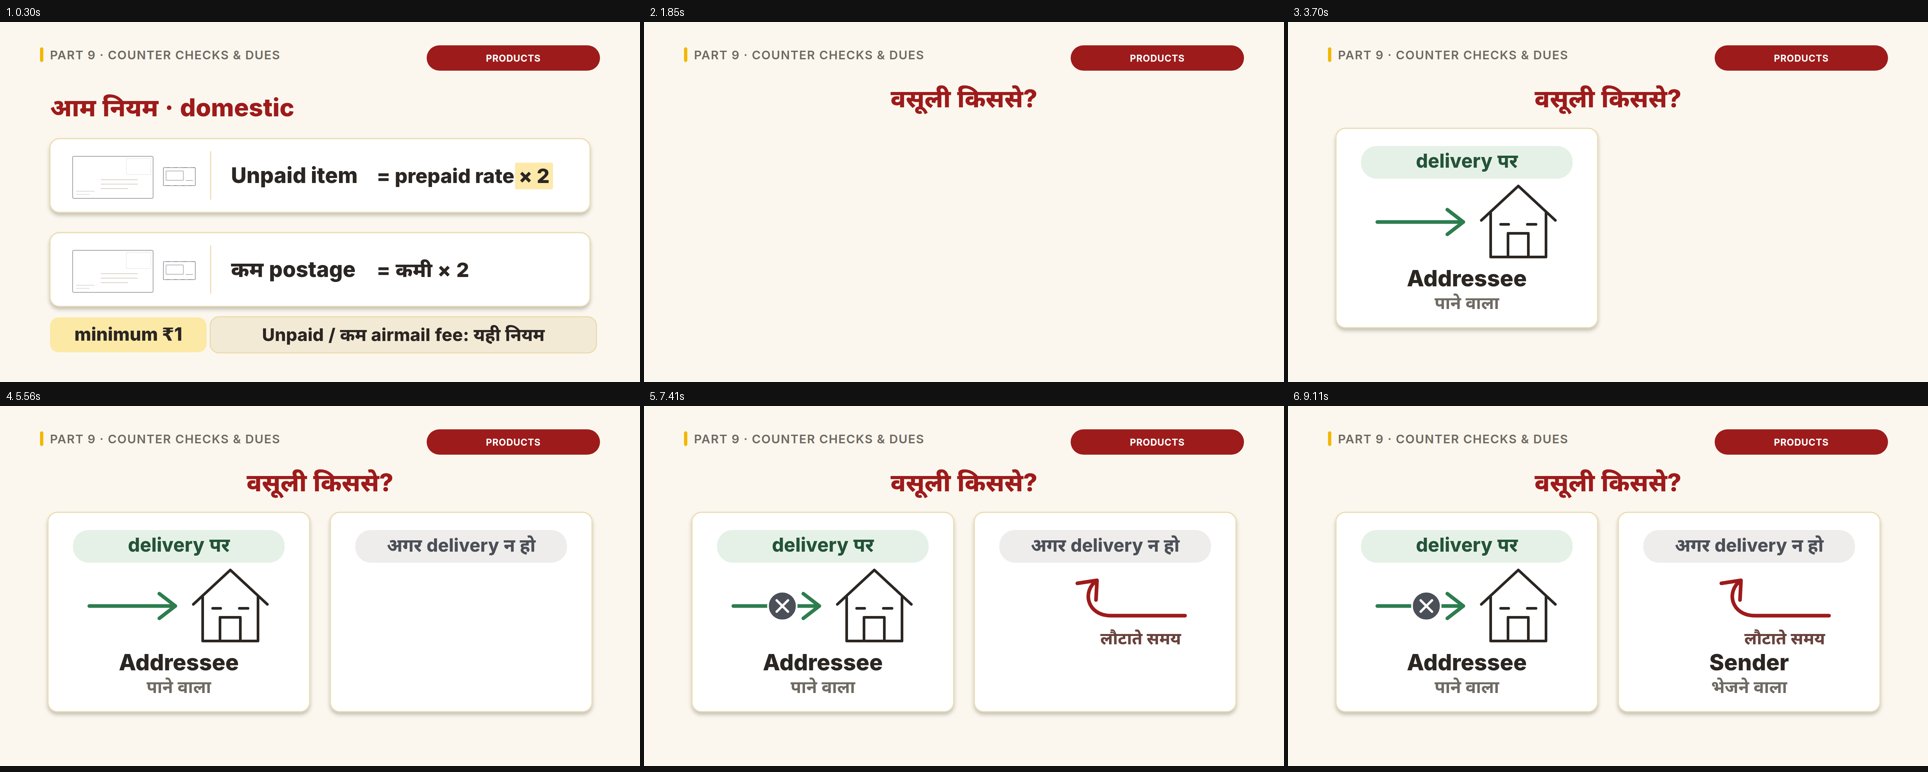 1. 0.30s
PART 9 · COUNTER CHECKS & DUES
PRODUCTS
आम नियम · domestic
Unpaid item = prepaid rate × 2
कम postage = कमी × 2
minimum ₹1
Unpaid / कम airmail fee: यही नियम
2. 1.85s
PART 9 · COUNTER CHECKS & DUES
PRODUCTS
वसूली किससे?
3. 3.70s
PART 9 · COUNTER CHECKS & DUES
PRODUCTS
वसूली किससे?
delivery पर
Addressee
पाने वाला
4. 5.56s
PART 9 · COUNTER CHECKS & DUES
PRODUCTS
वसूली किससे?
delivery पर
Addressee
पाने वाला
अगर delivery न हो
5. 7.41s
PART 9 · COUNTER CHECKS & DUES
PRODUCTS
वसूली किससे?
delivery पर
Addressee
पाने वाला
अगर delivery न हो
लौटाते समय
6. 9.11s
PART 9 · COUNTER CHECKS & DUES
PRODUCTS
वसूली किससे?
delivery पर
Addressee
पाने वाला
अगर delivery न हो
लौटाते समय
Sender
भेजने वाला